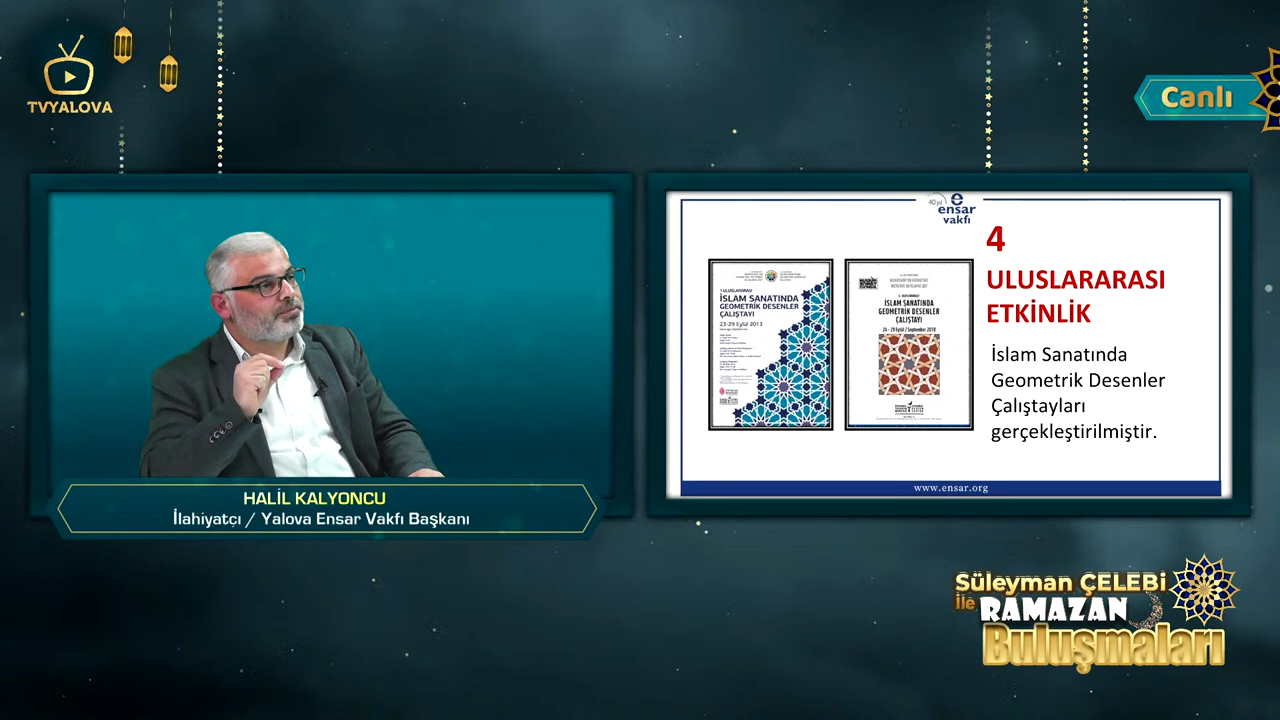 TVYALOVA
Canlı
40.yıl
ensar
vakfı
4
ULUSLARARASI
ETKİNLİK
İslam Sanatında
Geometrik Desenler
Çalıştayları
gerçekleştirilmiştir.
İSLAM SANATINDA
GEOMETRİK DESENLER
ÇALIŞTAYI
23-29 Eylül 2013
İSLAM SANATINDA
GEOMETRİK DESENLER
ÇALIŞTAYI
24 - 29 Eylül / September 2018
www.ensar.org
HALİL KALYONCU
İlahiyatçı / Yalova Ensar Vakfı Başkanı
Süleyman ÇELEBİ
ile RAMAZAN
Buluşmaları